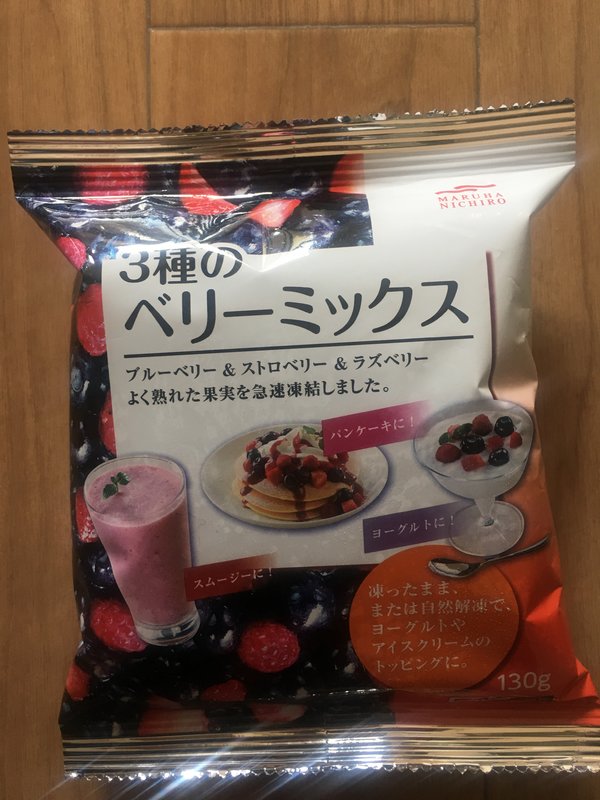 MARUHA
NICHIRO
3種の
ベリーミックス
ブルーベリー & ストロベリー & ラズベリー
よく熟れた果実を急速凍結しました。
パンケーキに!
ヨーグルトに!
スムージーに!
凍ったまま、
または自然解凍で、
ヨーグルトや
アイスクリームの
トッピングに。
130g